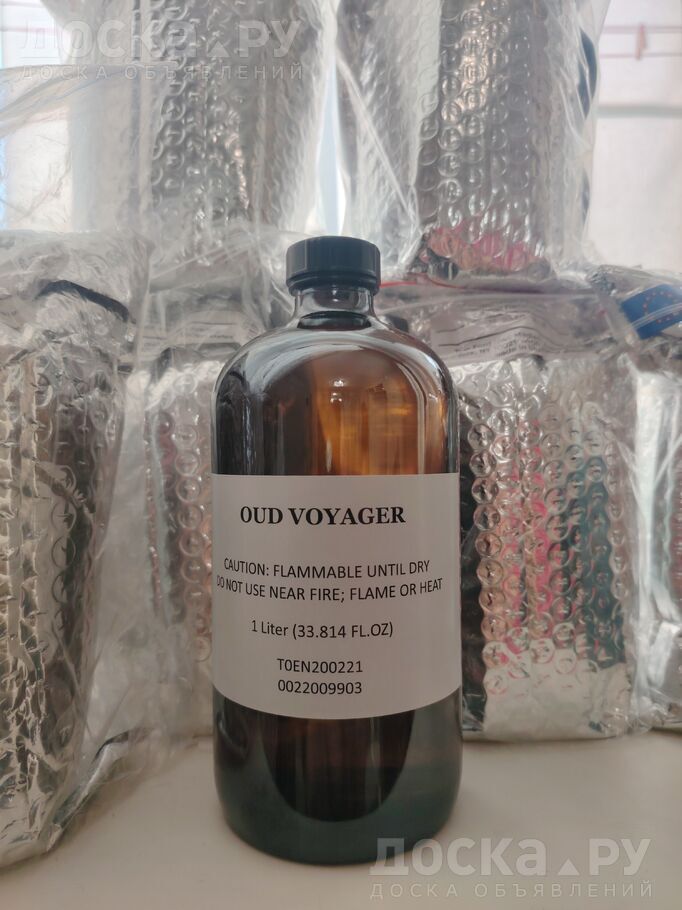 ДОСКА.РУ
ДОСКА ОБЪЯВЛЕНИЙ
OUD VOYAGER
CAUTION: FLAMMABLE UNTIL DRY
DO NOT USE NEAR FIRE; FLAME OR HEAT
1 Liter (33.814 FL.OZ)
T0EN200221
0022009903
ДОСКА.РУ
ДОСКА ОБЪЯВЛЕНИЙ